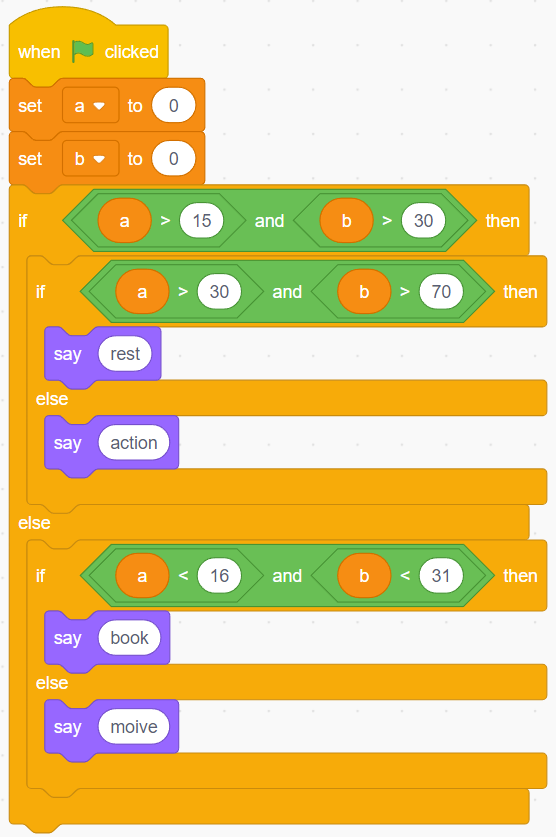 when clicked
set a to 0
set b to 0
if a > 15 and b > 30 then
if a > 30 and b > 70 then
say rest
else
say action
else
if a < 16 and b < 31 then
say book
else
say moive